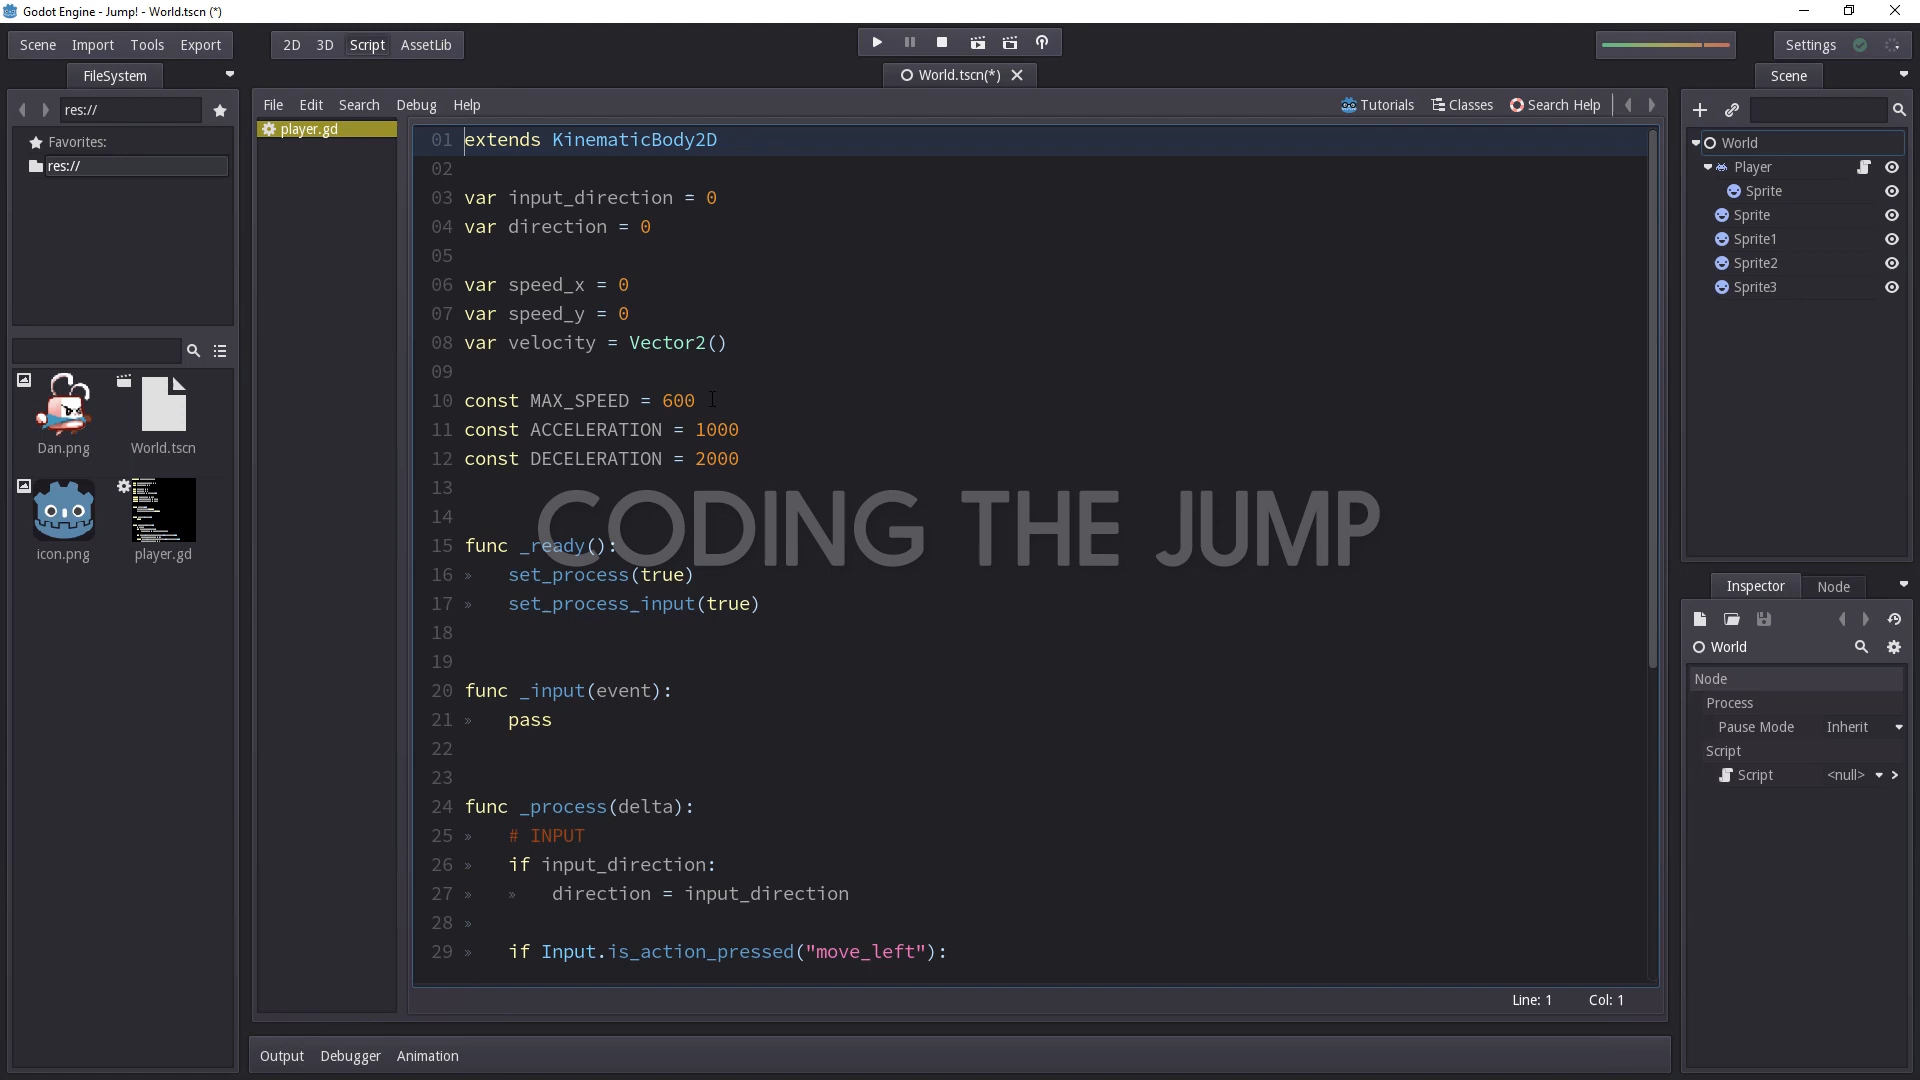 Godot Engine - Jump! - World.tscn (*)
Scene Import Tools Export
2D 3D Script AssetLib
Settings
FileSystem
World.tscn(*)
Scene
res://
Favorites:
res://
Dan.png
World.tscn
icon.png
player.gd
File Edit Search Debug Help
Tutorials Classes Search Help
player.gd
01 extends KinematicBody2D
02
03 var input_direction = 0
04 var direction = 0
05
06 var speed_x = 0
07 var speed_y = 0
08 var velocity = Vector2()
09
10 const MAX_SPEED = 600
11 const ACCELERATION = 1000
12 const DECELERATION = 2000
13
14
CODING THE JUMP
15 func _ready():
16 » set_process(true)
17 » set_process_input(true)
18
19
20 func _input(event):
21 » pass
22
23
24 func _process(delta):
25 » # INPUT
26 » if input_direction:
27 » » direction = input_direction
28 »
29 » if Input.is_action_pressed("move_left"):
Line: 1 Col: 1
Output Debugger Animation
World
Player
Sprite
Sprite
Sprite1
Sprite2
Sprite3
Inspector Node
World
Node
Process
Pause Mode Inherit
Script
Script <null>